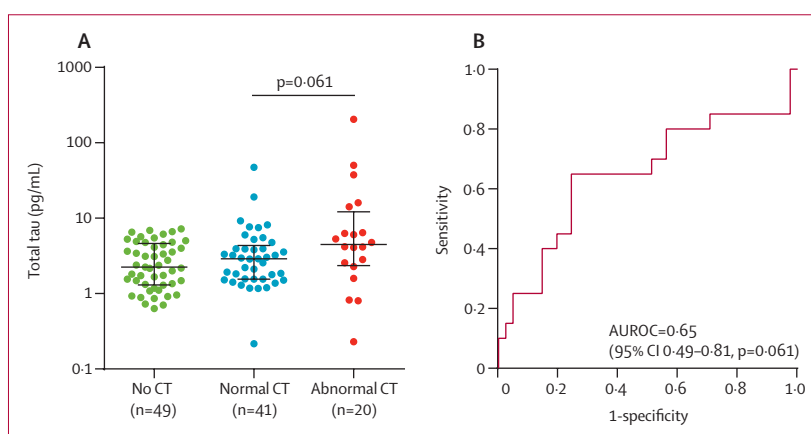 A
p=0·061
1000
100
10
1
0·1
Total tau (pg/mL)
No CT
(n=49)
Normal CT
(n=41)
Abnormal CT
(n=20)
B
1·0
0·8
0·6
0·4
0·2
0
Sensitivity
AUROC=0·65
(95% CI 0·49–0·81, p=0·061)
0
0·2
0·4
0·6
0·8
1·0
1-specificity